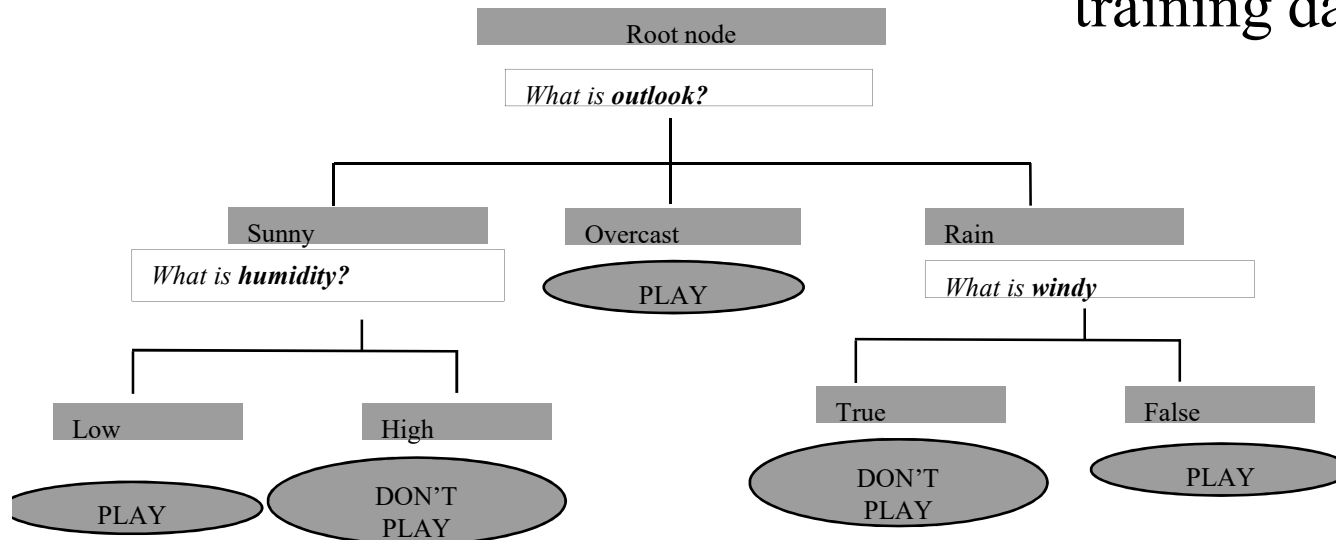 training da
Root node
What is outlook?
Sunny
Overcast
Rain
What is humidity?
PLAY
What is windy
Low
High
True
False
PLAY
DON’T
PLAY
DON’T
PLAY
PLAY